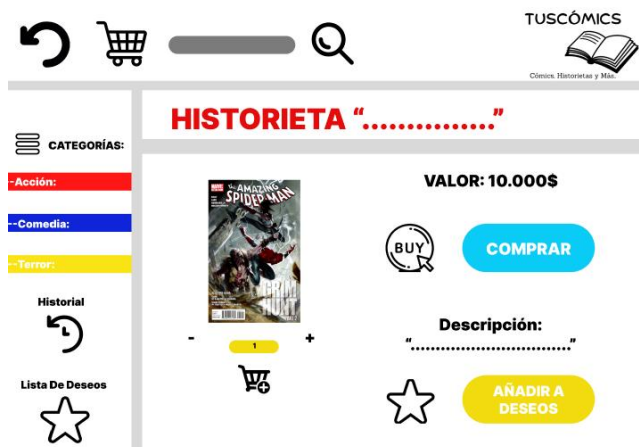 TUSCÓMICS
Cómics, Historietas y Más.
HISTORIETA “...............”
CATEGORÍAS:
--Acción:
--Comedia:
--Terror:
Historial
Lista De Deseos
MARVEL
THE AMAZING
SPIDER-MAN
GRIM
HUNT
- 1 +
VALOR: 10.000$
BUY
COMPRAR
Descripción:
“..............................”
AÑADIR A
DESEOS